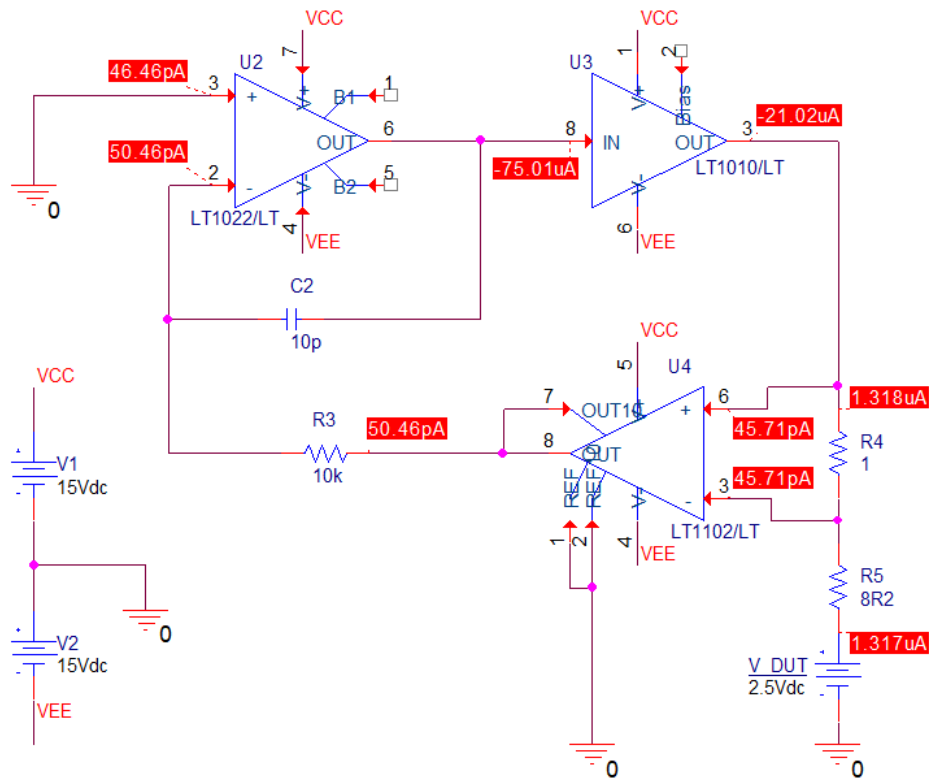 VCC
VCC
U2
7
46.46pA
3
+
V+
B1
1
50.46pA
2
-
OUT
6
B2
5
V-
LT1022/LT
4
VEE
0
U3
1
2
V+
Bias
8
IN
OUT
3
-21.02uA
-75.01uA
LT1010/LT
V-
6
VEE
C2
10p
VCC
5
U4
7
OUT10
V+
+
6
1.318uA
45.71pA
R3
50.46pA
8
OUT
R4
10k
1
REF
REF10
V-
-
3
45.71pA
1
2
4
LT1102/LT
VEE
VCC
V1
15Vdc
0
V2
15Vdc
VEE
R5
8R2
1.317uA
V_DUT
2.5Vdc
0
0